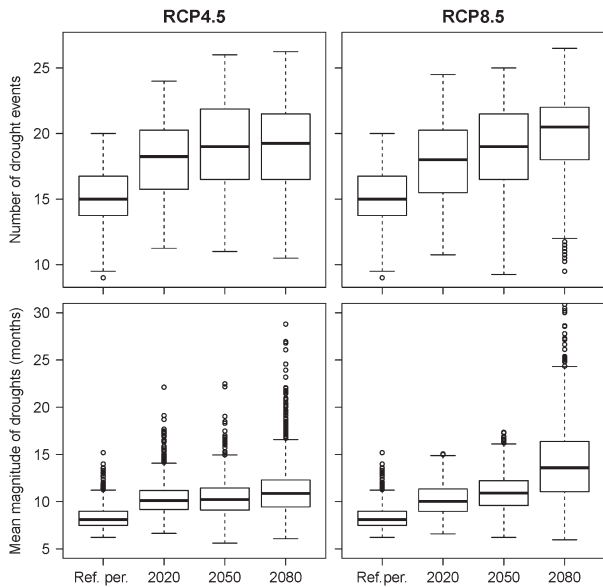 RCP4.5 RCP8.5
Number of drought events
25
20
15
10
Mean magnitude of droughts (months)
30
25
20
15
10
5
Ref. per. 2020 2050 2080 Ref. per. 2020 2050 2080